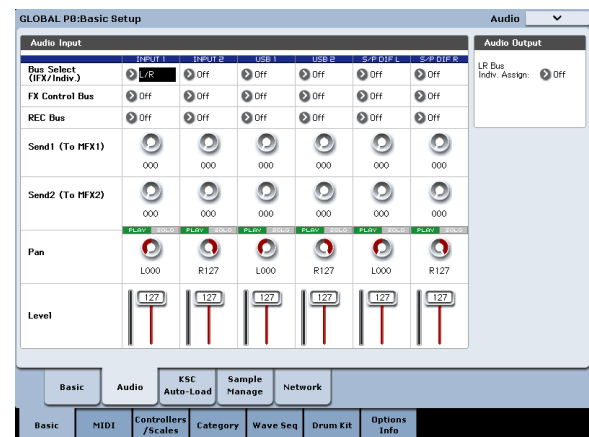 GLOBAL P0:Basic Setup
Audio
Audio Input
Audio Output
INPUT 1 INPUT 2 USB 1 USB 2 S/P DIF L S/P DIF R
Bus Select
(IFX/Indiv.)
L/R Off Off Off Off Off
LR Bus
Indiv. Assign: Off
FX Control Bus Off Off Off Off Off Off
REC Bus Off Off Off Off Off Off
Send1 (To MFX1)
000 000 000 000 000 000
Send2 (To MFX2)
000 000 000 000 000 000
PLAY SOLO PLAY SOLO PLAY SOLO PLAY SOLO PLAY SOLO PLAY SOLO
Pan
L000 R127 L000 R127 L000 R127
127 127 127 127 127 127
Level
Basic
Audio
KSC
Auto-Load
Sample
Manage
Network
Basic
MIDI
Controllers
/Scales
Category
Wave Seq
Drum Kit
Options
Info